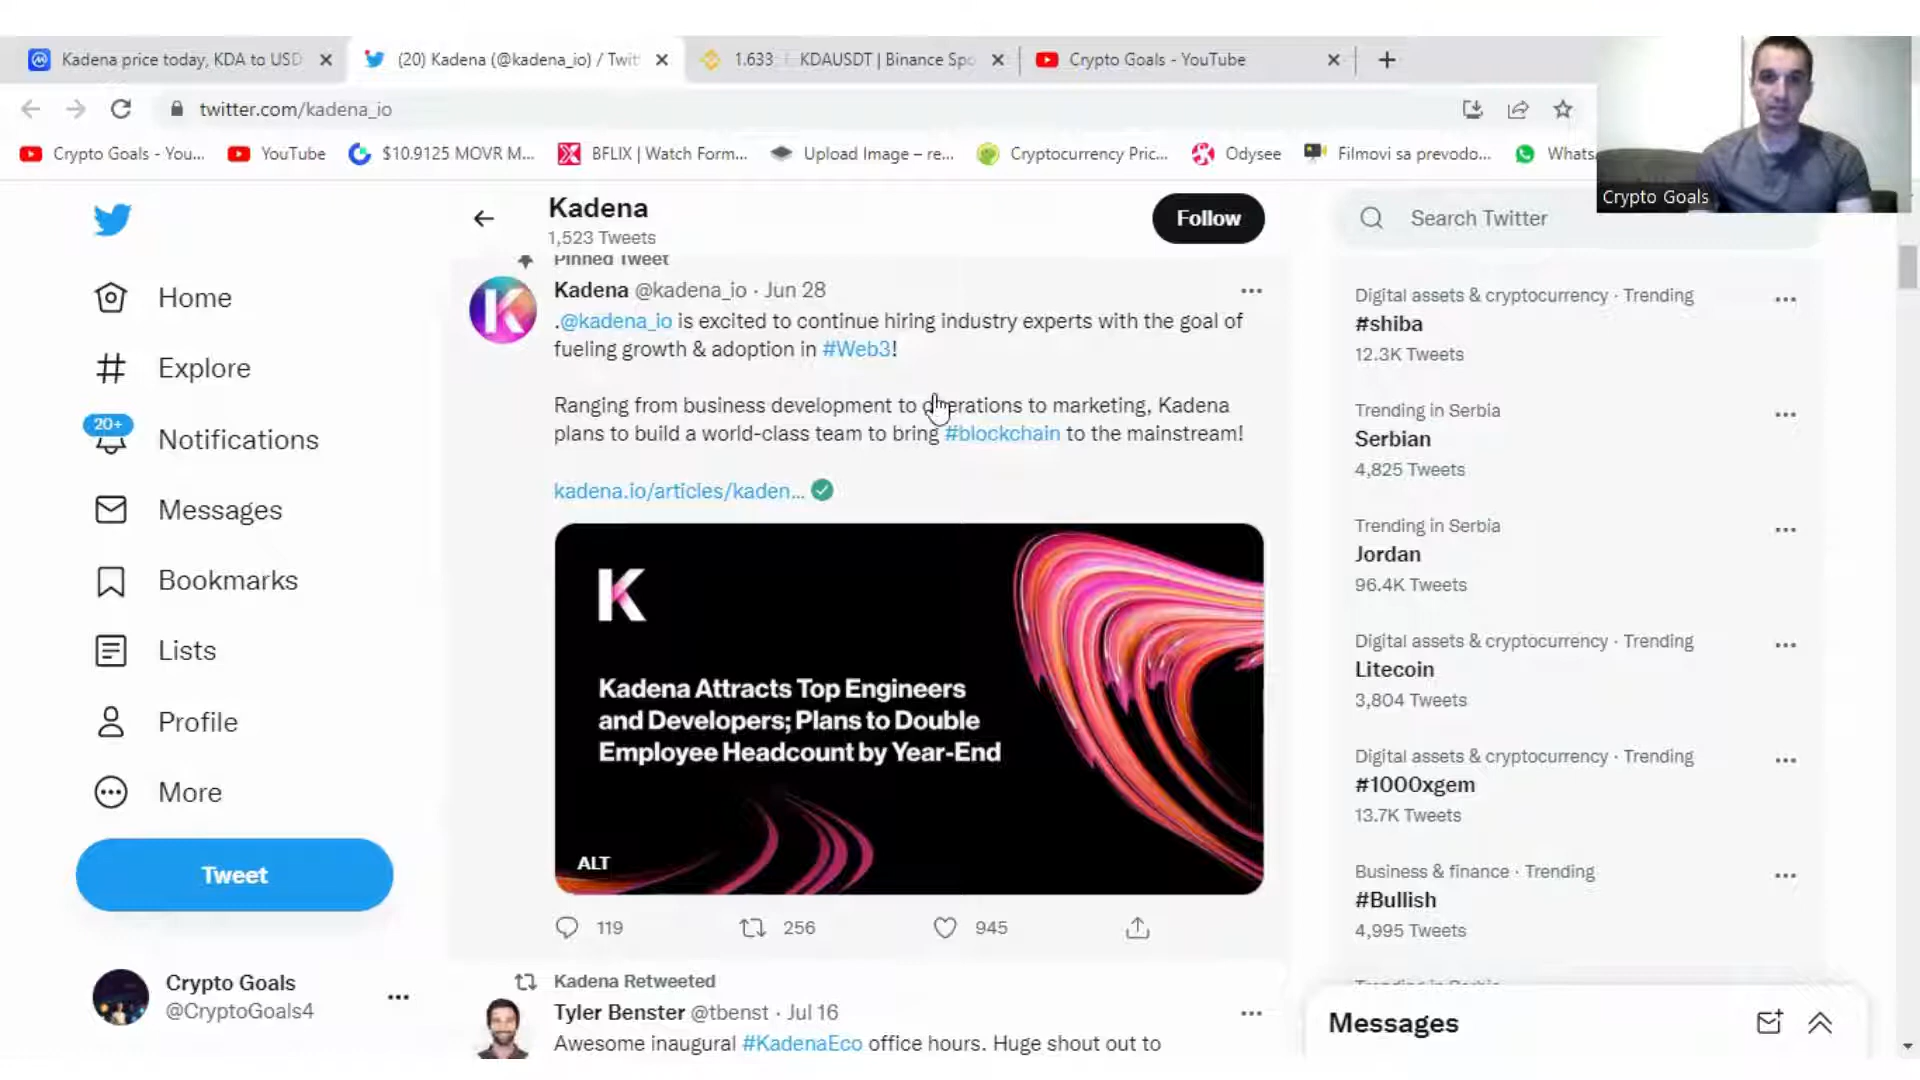 Kadena price today, KDA to USD
(20) Kadena (@kadena_io) / Twit
1.633 KDAUSDT | Binance Spo
Crypto Goals - YouTube
twitter.com/kadena_io
Crypto Goals - You...
YouTube
$10.9125 MOVR M...
BFLIX | Watch Form...
Upload Image – re...
Cryptocurrency Pric...
Odysee
Filmovi sa prevodo...
Whats
Crypto Goals
Home
Explore
20+
Notifications
Messages
Bookmarks
Lists
Profile
More
Tweet
Crypto Goals
@CryptoGoals4
Kadena
1,523 Tweets
Follow
Pinned Tweet
Kadena @kadena_io · Jun 28
.@kadena_io is excited to continue hiring industry experts with the goal of
fueling growth & adoption in #Web3!
Ranging from business development to operations to marketing, Kadena
plans to build a world-class team to bring #blockchain to the mainstream!
kadena.io/articles/kaden...
K
Kadena Attracts Top Engineers
and Developers; Plans to Double
Employee Headcount by Year-End
ALT
119
256
945
Kadena Retweeted
Tyler Benster @tbenst · Jul 16
Awesome inaugural #KadenaEco office hours. Huge shout out to
Search Twitter
Digital assets & cryptocurrency · Trending
#shiba
12.3K Tweets
Trending in Serbia
Serbian
4,825 Tweets
Trending in Serbia
Jordan
96.4K Tweets
Digital assets & cryptocurrency · Trending
Litecoin
3,804 Tweets
Digital assets & cryptocurrency · Trending
#1000xgem
13.7K Tweets
Business & finance · Trending
#Bullish
4,995 Tweets
Trending in Serbia
Messages